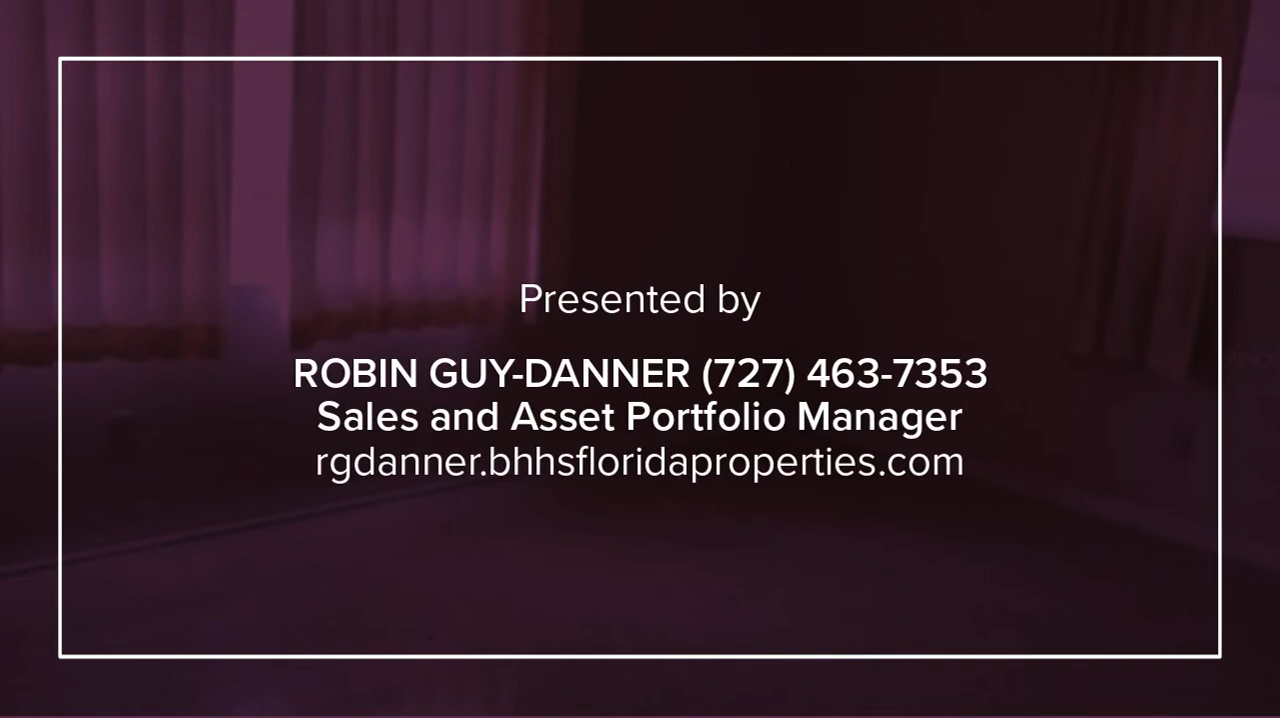 Presented by
ROBIN GUY-DANNER (727) 463-7353
Sales and Asset Portfolio Manager
rgdanner.bhhsfloridaproperties.com